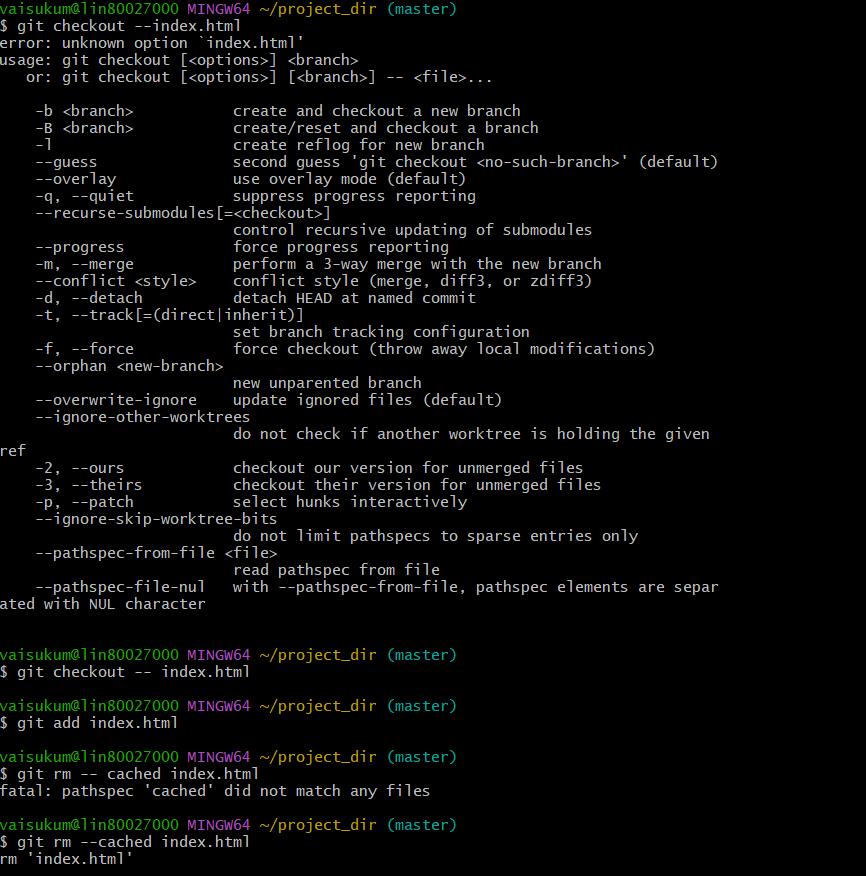 vaisukum@lin80027000 MINGW64 ~/project_dir (master)
$ git checkout --index.html
error: unknown option `index.html'
usage: git checkout [<options>] <branch>
   or: git checkout [<options>] [<branch>] -- <file>...

    -b <branch>           create and checkout a new branch
    -B <branch>           create/reset and checkout a branch
    -l                    create reflog for new branch
    --guess               second guess 'git checkout <no-such-branch>' (default)
    --overlay             use overlay mode (default)
    -q, --quiet           suppress progress reporting
    --recurse-submodules[=<checkout>]
                          control recursive updating of submodules
    --progress            force progress reporting
    -m, --merge           perform a 3-way merge with the new branch
    --conflict <style>    conflict style (merge, diff3, or zdiff3)
    -d, --detach          detach HEAD at named commit
    -t, --track[=(direct|inherit)]
                          set branch tracking configuration
    -f, --force           force checkout (throw away local modifications)
    --orphan <new-branch>
                          new unparented branch
    --overwrite-ignore    update ignored files (default)
    --ignore-other-worktrees
                          do not check if another worktree is holding the given
ref
    -2, --ours            checkout our version for unmerged files
    -3, --theirs          checkout their version for unmerged files
    -p, --patch           select hunks interactively
    --ignore-skip-worktree-bits
                          do not limit pathspecs to sparse entries only
    --pathspec-from-file <file>
                          read pathspec from file
    --pathspec-file-nul   with --pathspec-from-file, pathspec elements are separ
ated with NUL character

vaisukum@lin80027000 MINGW64 ~/project_dir (master)
$ git checkout -- index.html

vaisukum@lin80027000 MINGW64 ~/project_dir (master)
$ git add index.html

vaisukum@lin80027000 MINGW64 ~/project_dir (master)
$ git rm -- cached index.html
fatal: pathspec 'cached' did not match any files

vaisukum@lin80027000 MINGW64 ~/project_dir (master)
$ git rm --cached index.html
rm 'index.html'